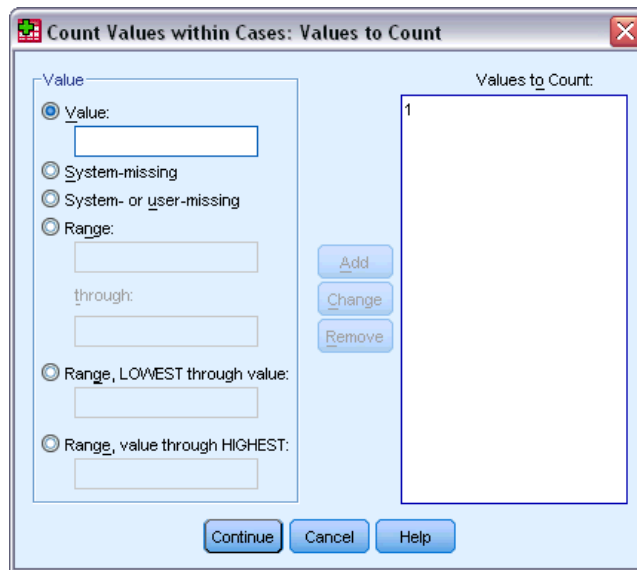 Count Values within Cases: Values to Count
Value
Value:
System-missing
System- or user-missing
Range:
through:
Range, LOWEST through value:
Range, value through HIGHEST:
Add
Change
Remove
Values to Count:
1
Continue
Cancel
Help